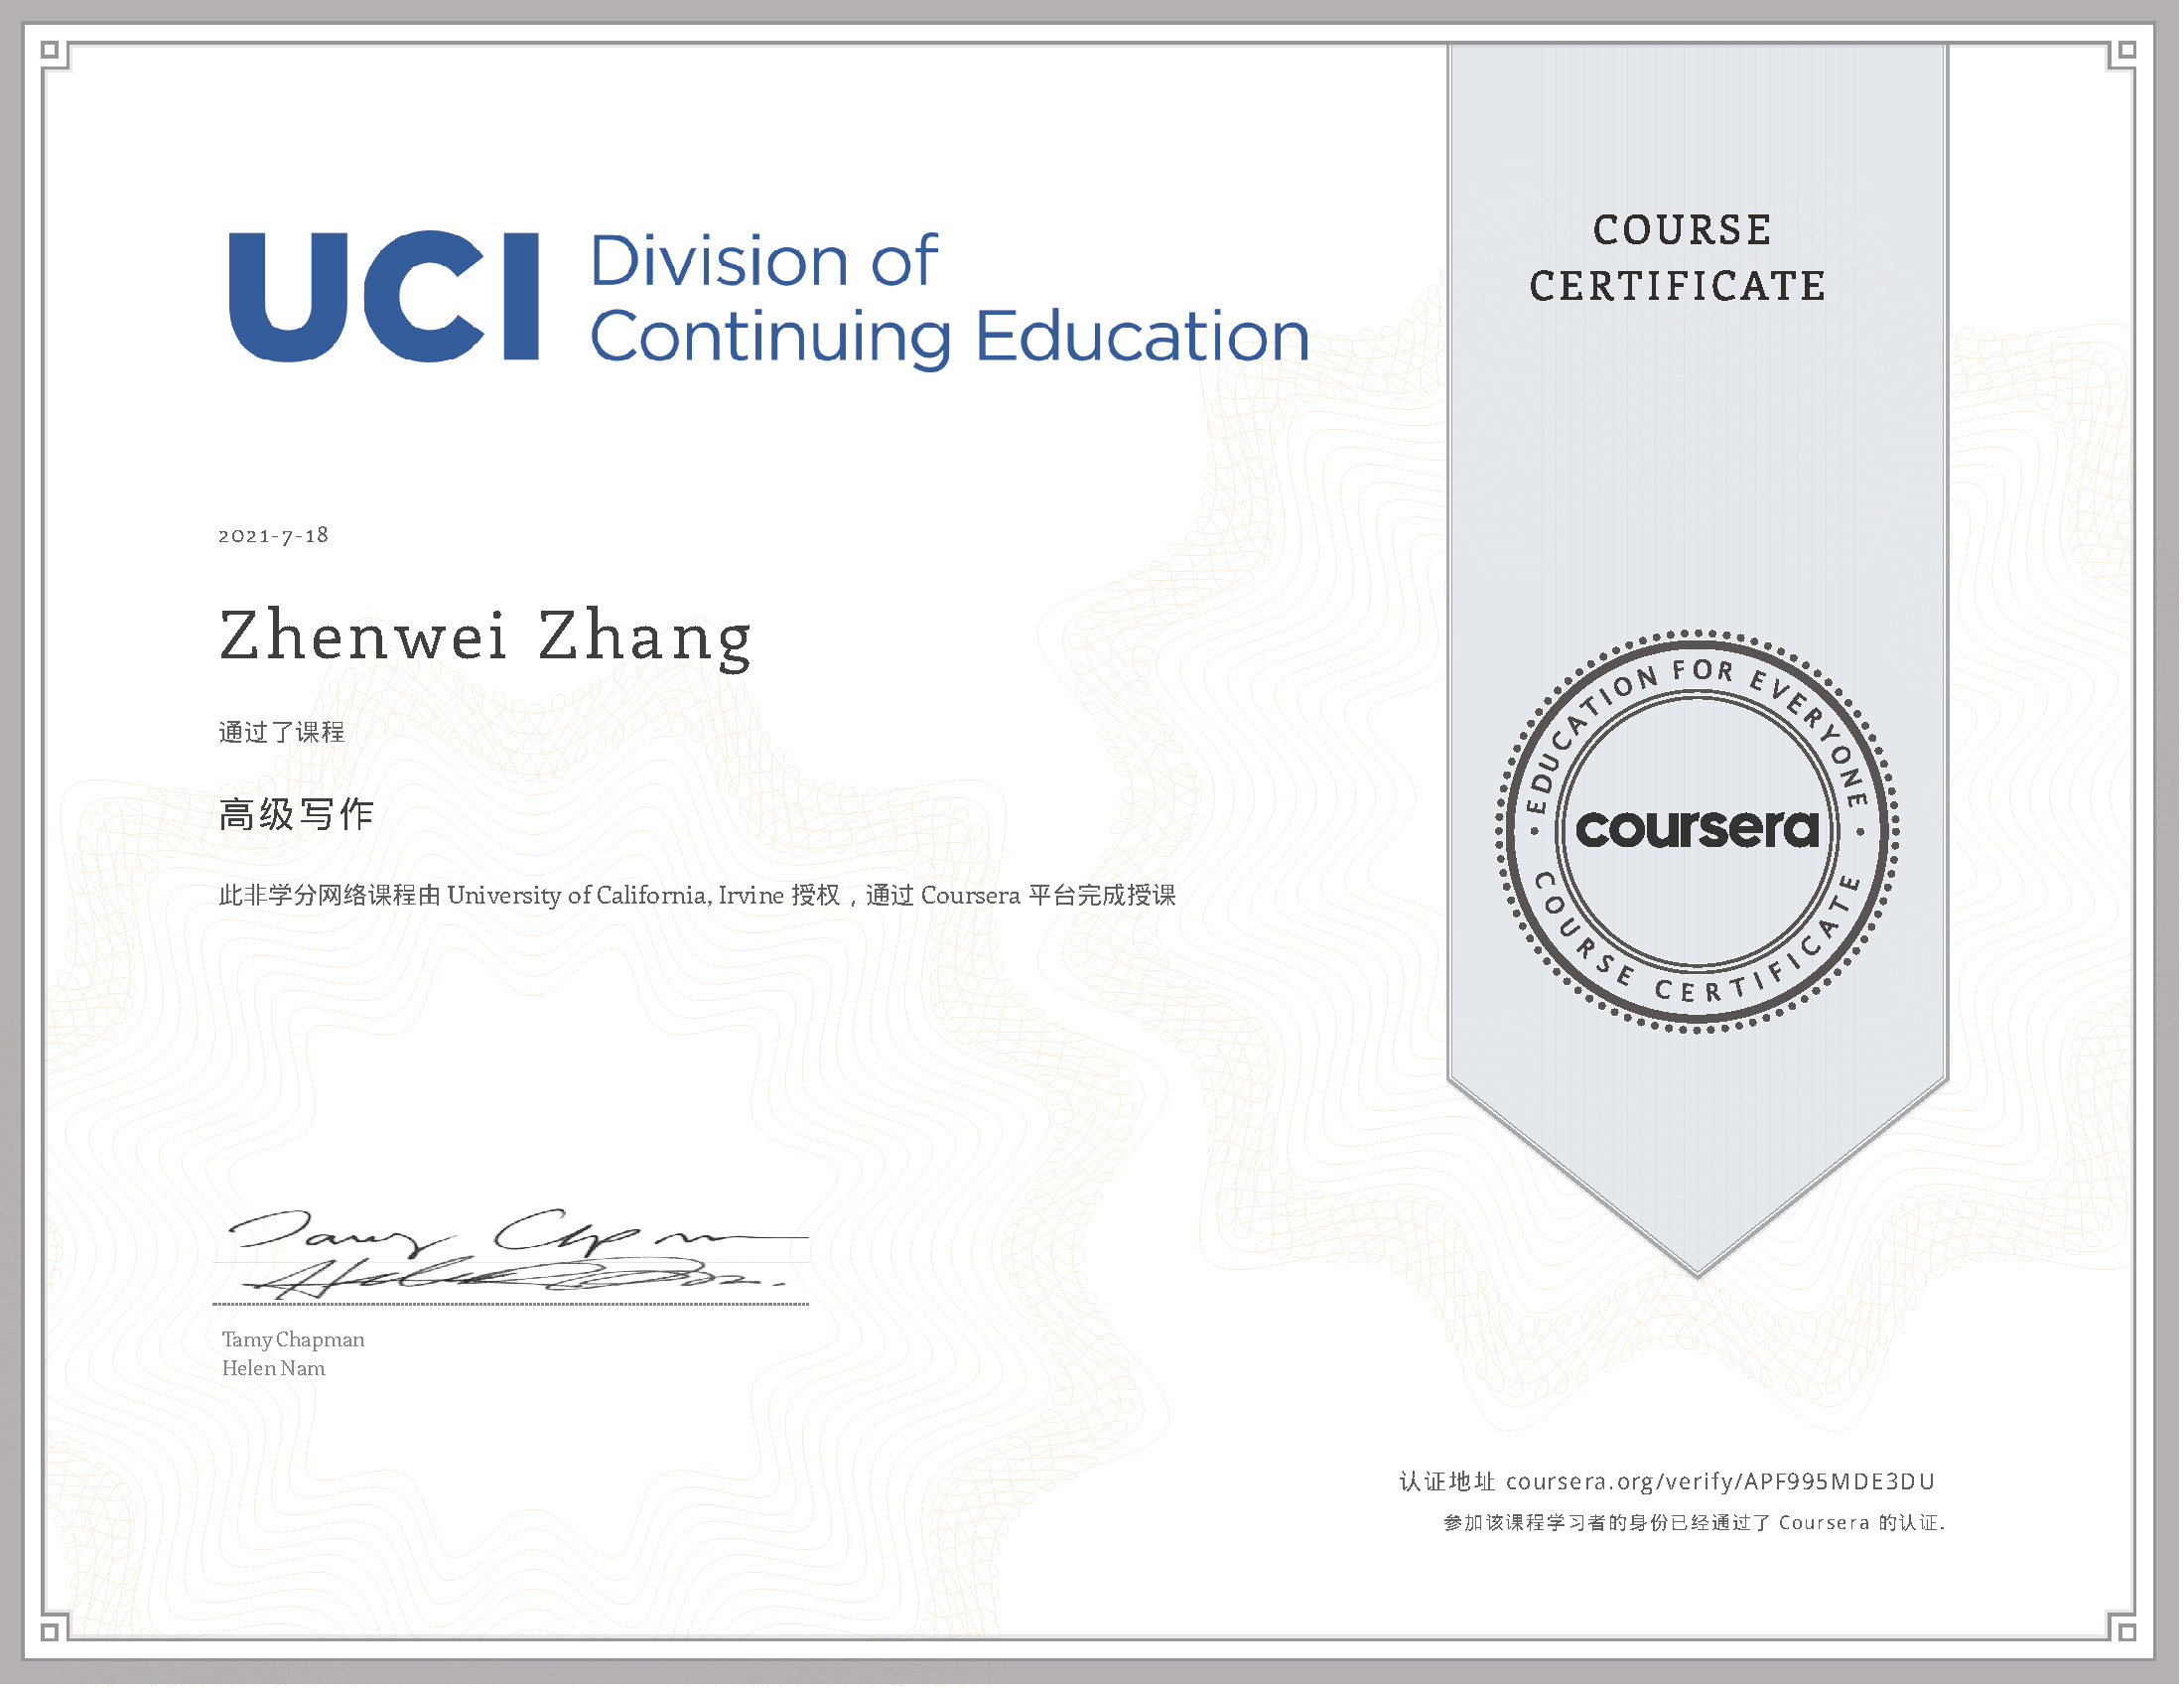 UCI Division of
Continuing Education
COURSE
CERTIFICATE
2021-7-18
Zhenwei Zhang
通过了课程
高级写作
此非学分网络课程由 University of California, Irvine 授权，通过 Coursera 平台完成授课
EDUCATION FOR EVERYONE
coursera
COURSE CERTIFICATE
Tamy Chapman
Helen Nam
认证地址 coursera.org/verify/APF995MDE3DU
参加该课程学习者的身份已经通过了 Coursera 的认证.